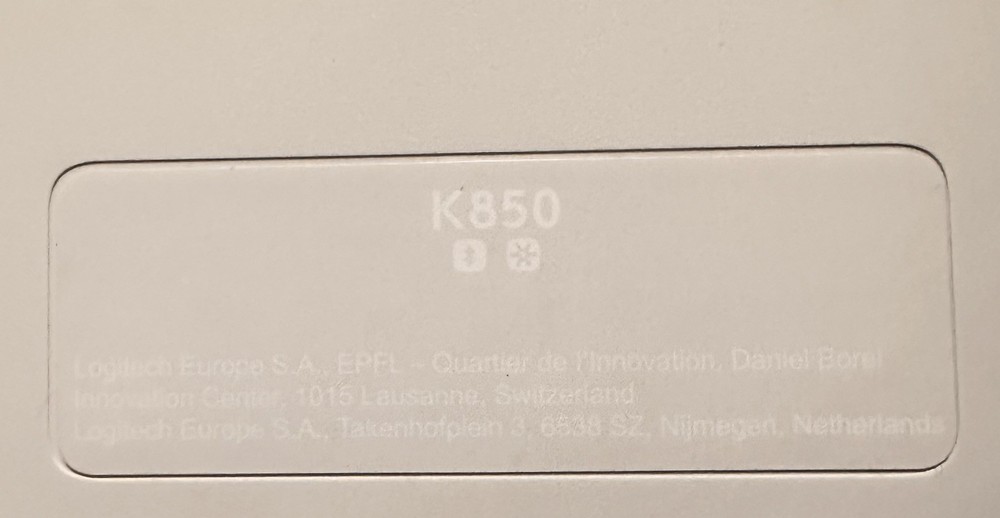 K850
Logitech Europe S.A., EPFL – Quartier de l'Innovation, Daniel Borel
Innovation Center, 1015 Lausanne, Switzerland
Logitech Europe S.A., Takenhofplein 3, 6538 SZ, Nijmegen, Netherlands